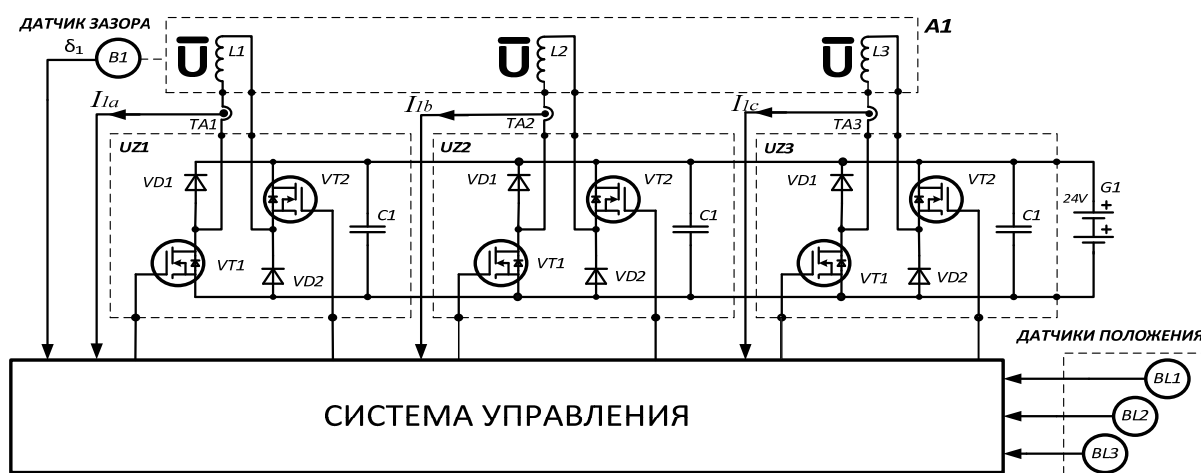 ДАТЧИК ЗАЗОРА
A1
δ1
B1
U
L1
U
L2
U
L3
I1a
I1b
I1c
TA1
TA2
TA3
UZ1
UZ2
UZ3
VD1
VT2
VD1
VT2
VD1
VT2
24V
G1
+
+
C1
C1
C1
VT1
VD2
VT1
VD2
VT1
VD2
ДАТЧИКИ ПОЛОЖЕНИЯ
СИСТЕМА УПРАВЛЕНИЯ
BL1
BL2
BL3